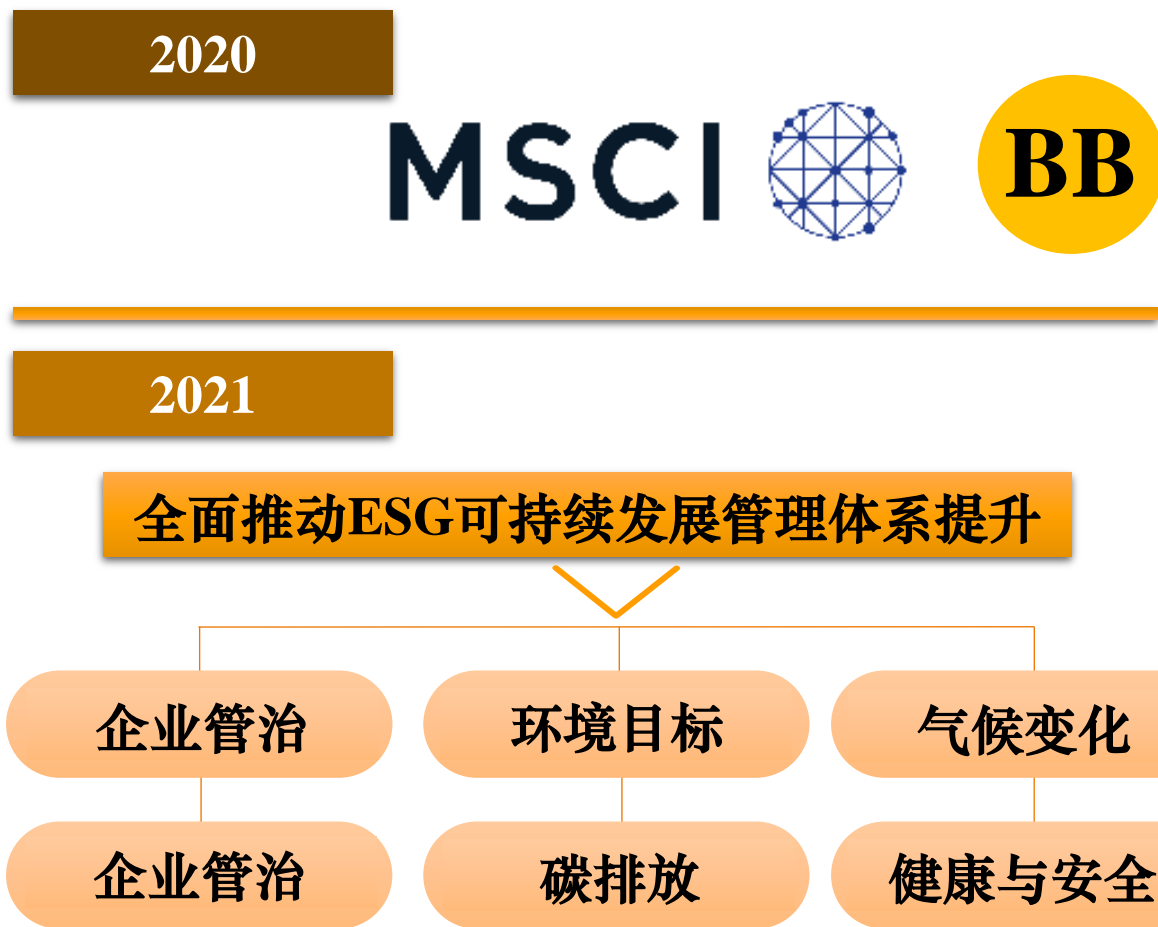 2020
MSCI
BB
2021
全面推动ESG可持续发展管理体系提升
企业管治
环境目标
气候变化
企业管治
碳排放
健康与安全